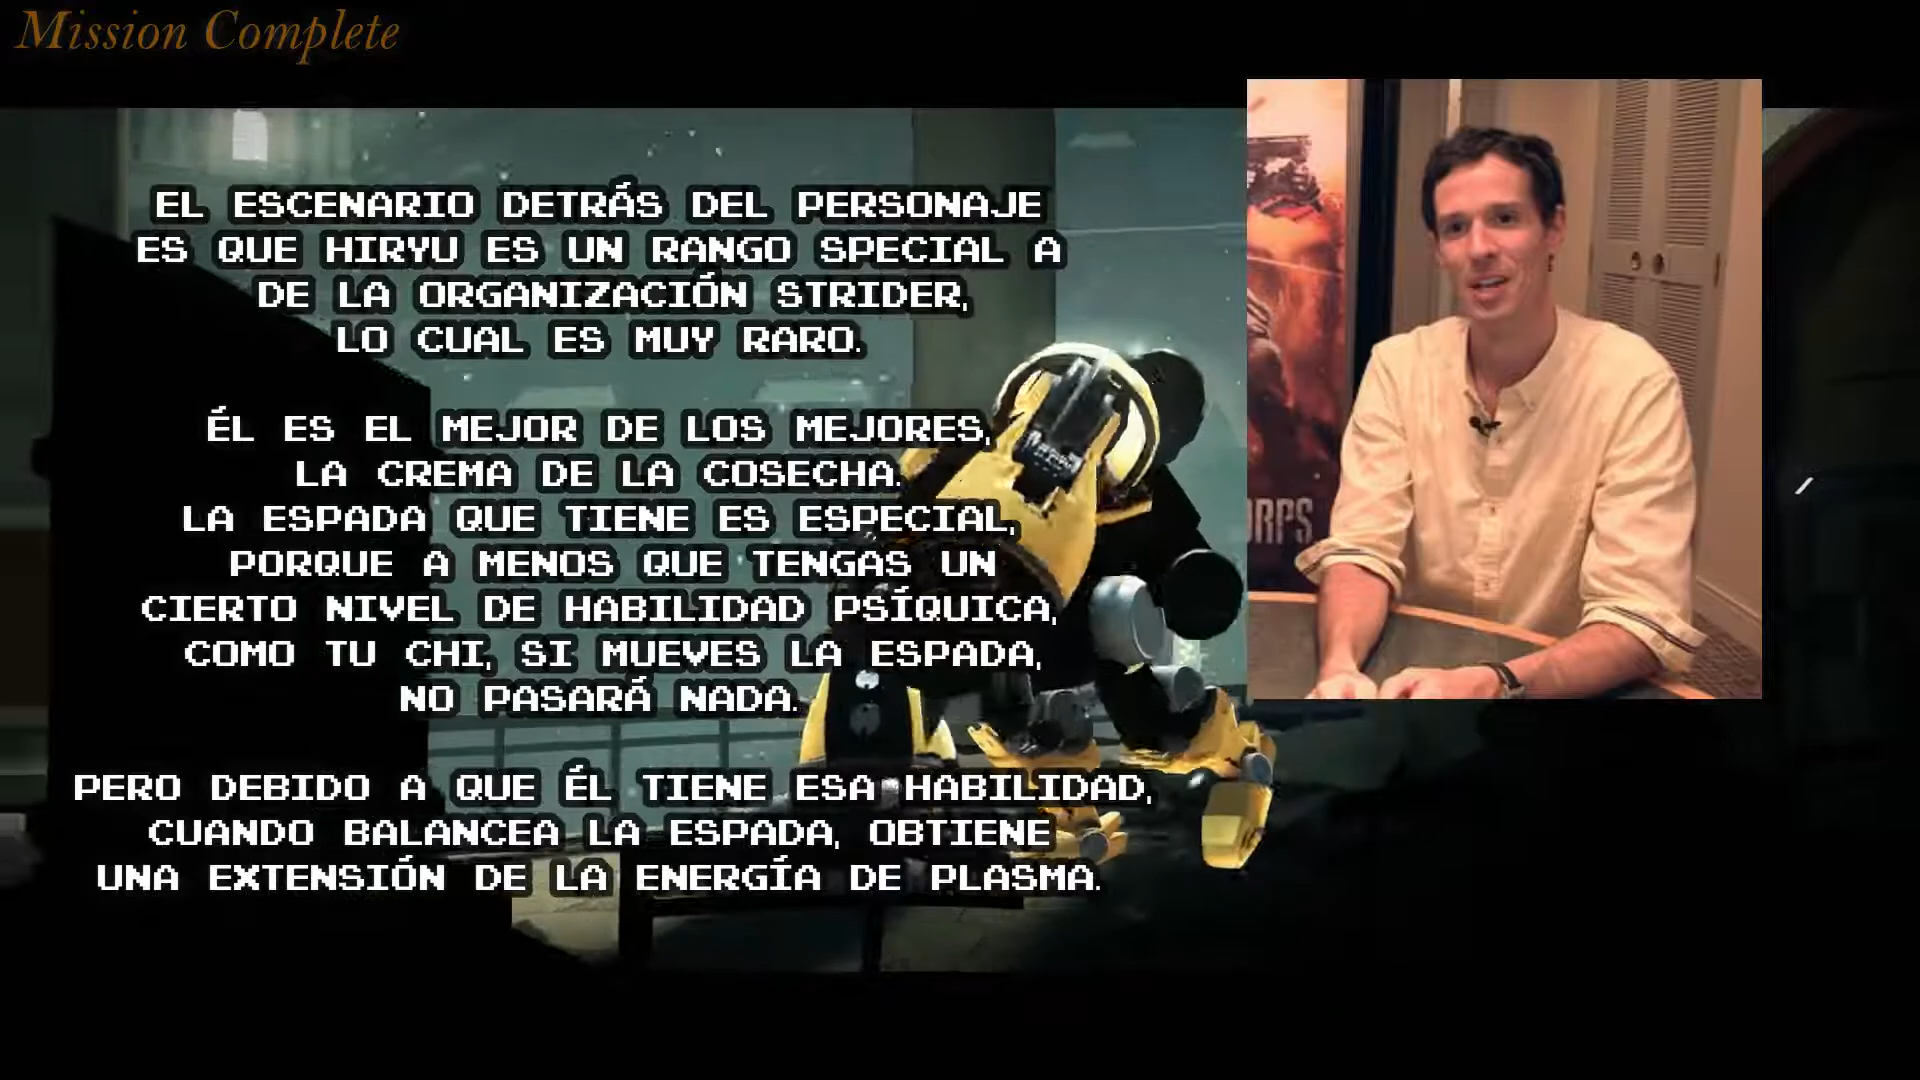 Mission Complete
EL ESCENARIO DETRÁS DEL PERSONAJE
ES QUE HIRYU ES UN RANGO SPECIAL A
DE LA ORGANIZACIÓN STRIDER,
LO CUAL ES MUY RARO.
ÉL ES EL MEJOR DE LOS MEJORES,
LA CREMA DE LA COSECHA.
LA ESPADA QUE TIENE ES ESPECIAL,
PORQUE A MENOS QUE TENGAS UN
CIERTO NIVEL DE HABILIDAD PSÍQUICA,
COMO TU CHI, SI MUEVES LA ESPADA,
NO PASARÁ NADA.
PERO DEBIDO A QUE ÉL TIENE ESA HABILIDAD,
CUANDO BALANCEA LA ESPADA, OBTIENE
UNA EXTENSIÓN DE LA ENERGÍA DE PLASMA.
ORPS